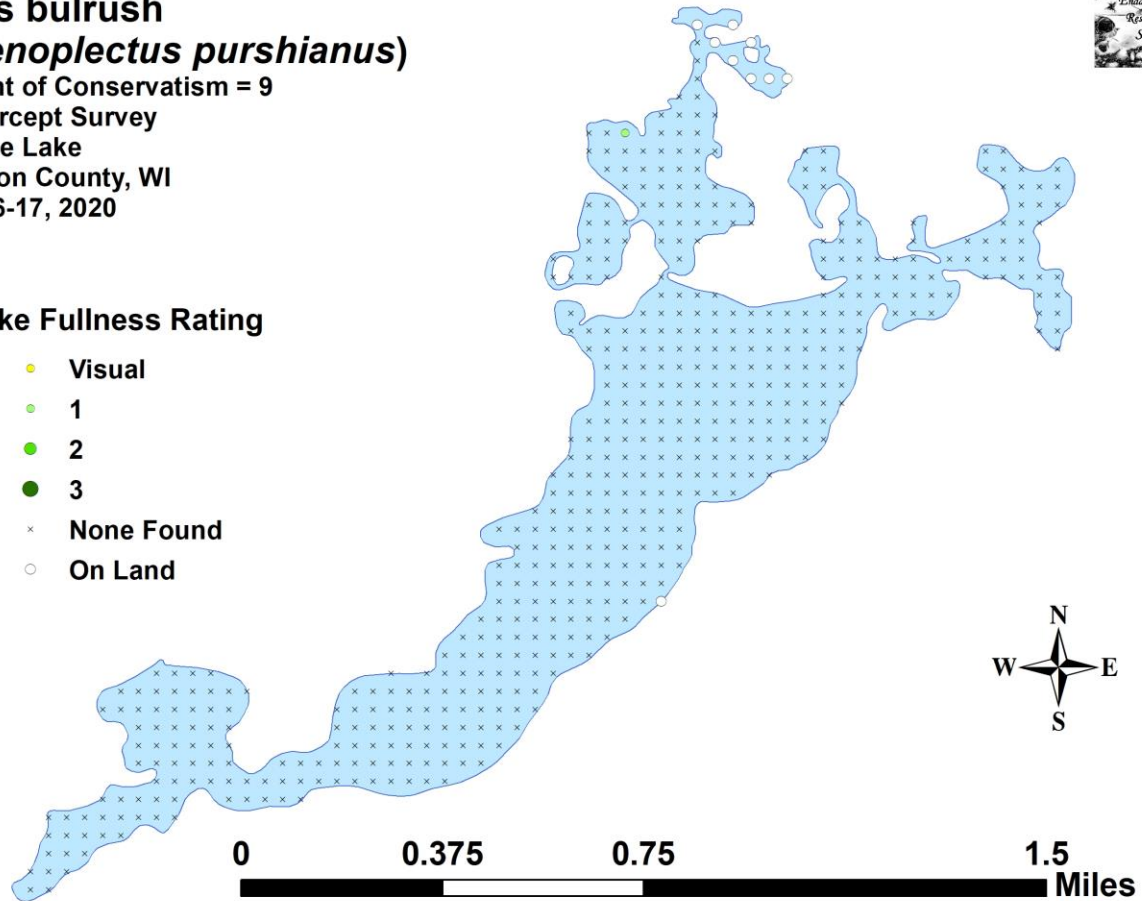 s bulrush
enoplectus purshianus)
nt of Conservatism = 9
rcept Survey
e Lake
on County, WI
6-17, 2020
ke Fullness Rating
Visual
1
2
3
None Found
On Land
N
W E
S
0 0.375 0.75 1.5
Miles